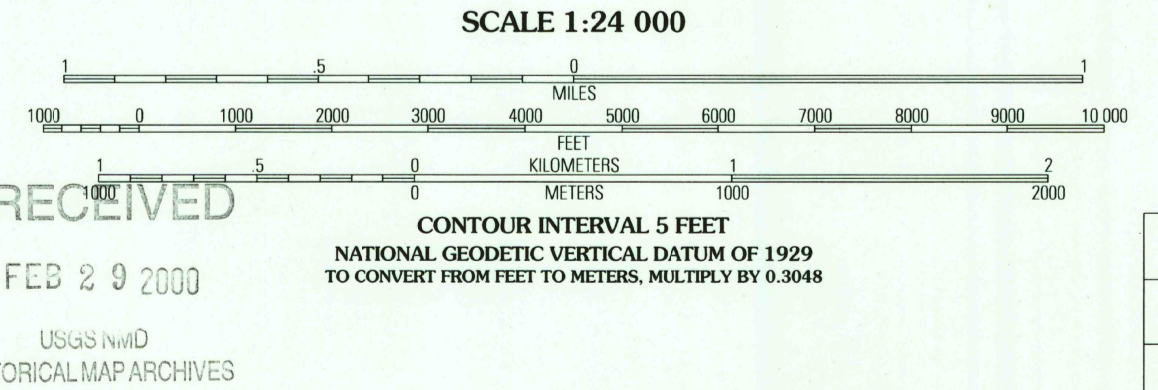 SCALE 1:24 000
1 .5 0 1
MILES
1000 0 1000 2000 3000 4000 5000 6000 7000 8000 9000 10 000
FEET
1 .5 0 KILOMETERS 1 2
1000 0 METERS 1000 2000
RECEIVED
CONTOUR INTERVAL 5 FEET
NATIONAL GEODETIC VERTICAL DATUM OF 1929
TO CONVERT FROM FEET TO METERS, MULTIPLY BY 0.3048
FEB 29 2000
USGS NMD
TORICAL MAP ARCHIVES